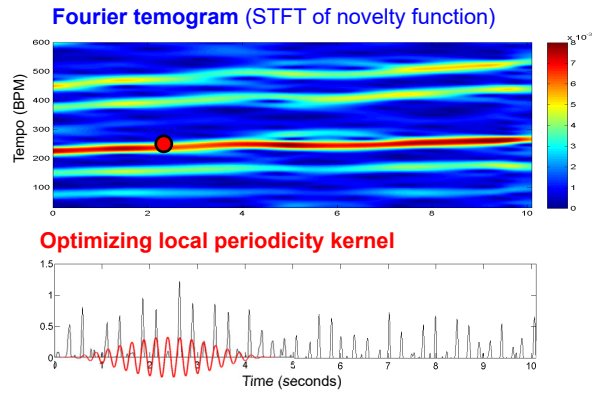 Fourier temogram (STFT of novelty function)
x 10⁻³
Tempo (BPM)
600
500
400
300
200
100
0 2 4 6 8 10
8
7
6
5
4
3
2
1
0
Optimizing local periodicity kernel
1.5
1
0.5
0
0 1 2 3 4 5 6 7 8 9 10
Time (seconds)